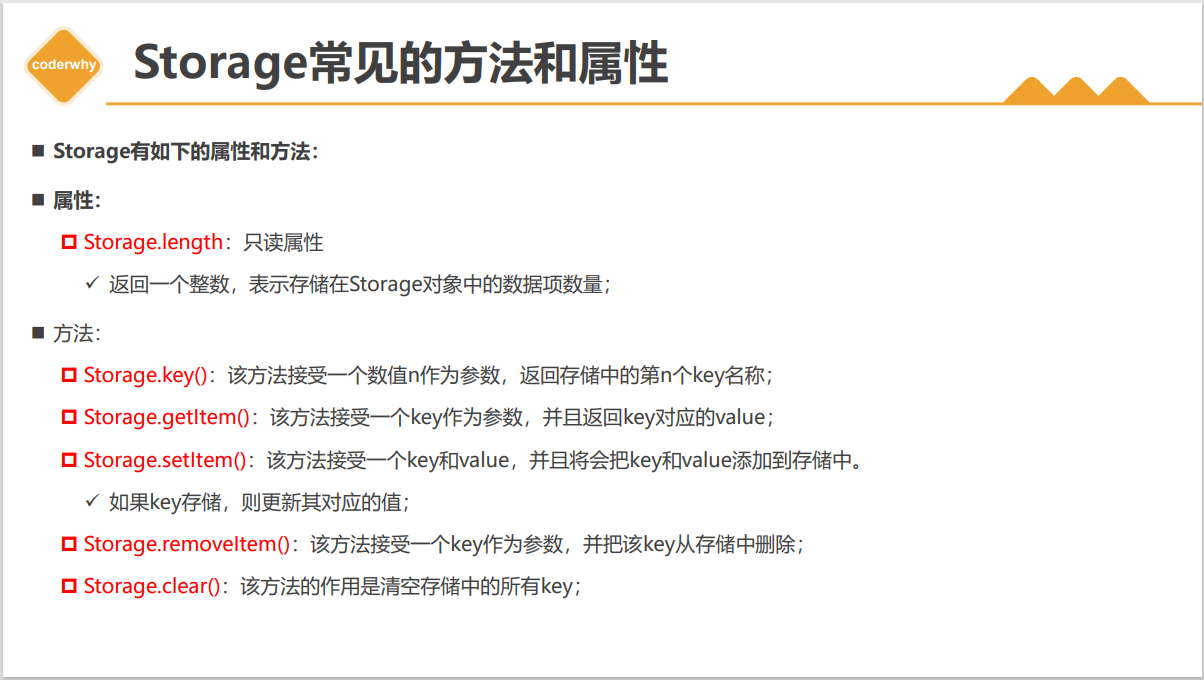 coderwhy
Storage常见的方法和属性
Storage有如下的属性和方法：
属性：
Storage.length：只读属性
返回一个整数，表示存储在Storage对象中的数据项数量；
方法：
Storage.key()：该方法接受一个数值n作为参数，返回存储中的第n个key名称；
Storage.getItem()：该方法接受一个key作为参数，并且返回key对应的value；
Storage.setItem()：该方法接受一个key和value，并且将会把key和value添加到存储中。
如果key存储，则更新其对应的值；
Storage.removeItem()：该方法接受一个key作为参数，并把该key从存储中删除；
Storage.clear()：该方法的作用是清空存储中的所有key；